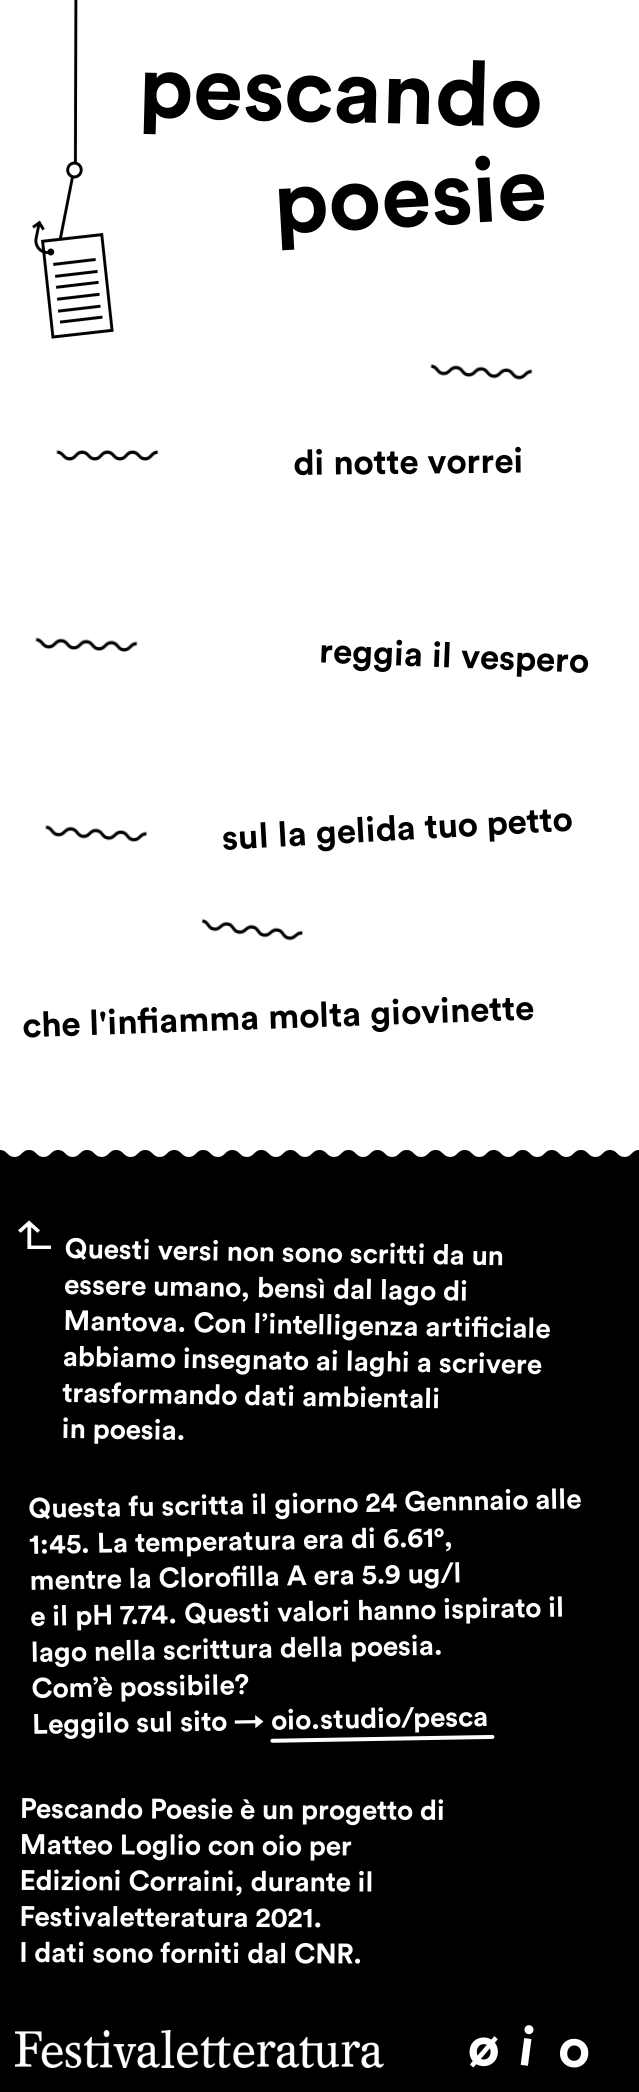 pescando
poesie
di notte vorrei
reggia il vespero
sul la gelida tuo petto
che l'infiamma molta giovinette
Questi versi non sono scritti da un
essere umano, bensì dal lago di
Mantova. Con l’intelligenza artificiale
abbiamo insegnato ai laghi a scrivere
trasformando dati ambientali
in poesia.
Questa fu scritta il giorno 24 Gennnaio alle
1:45. La temperatura era di 6.61°,
mentre la Clorofilla A era 5.9 ug/l
e il pH 7.74. Questi valori hanno ispirato il
lago nella scrittura della poesia.
Com’è possibile?
Leggilo sul sito → oio.studio/pesca
Pescando Poesie è un progetto di
Matteo Loglio con oio per
Edizioni Corraini, durante il
Festivaletteratura 2021.
I dati sono forniti dal CNR.
Festivaletteratura ø i o